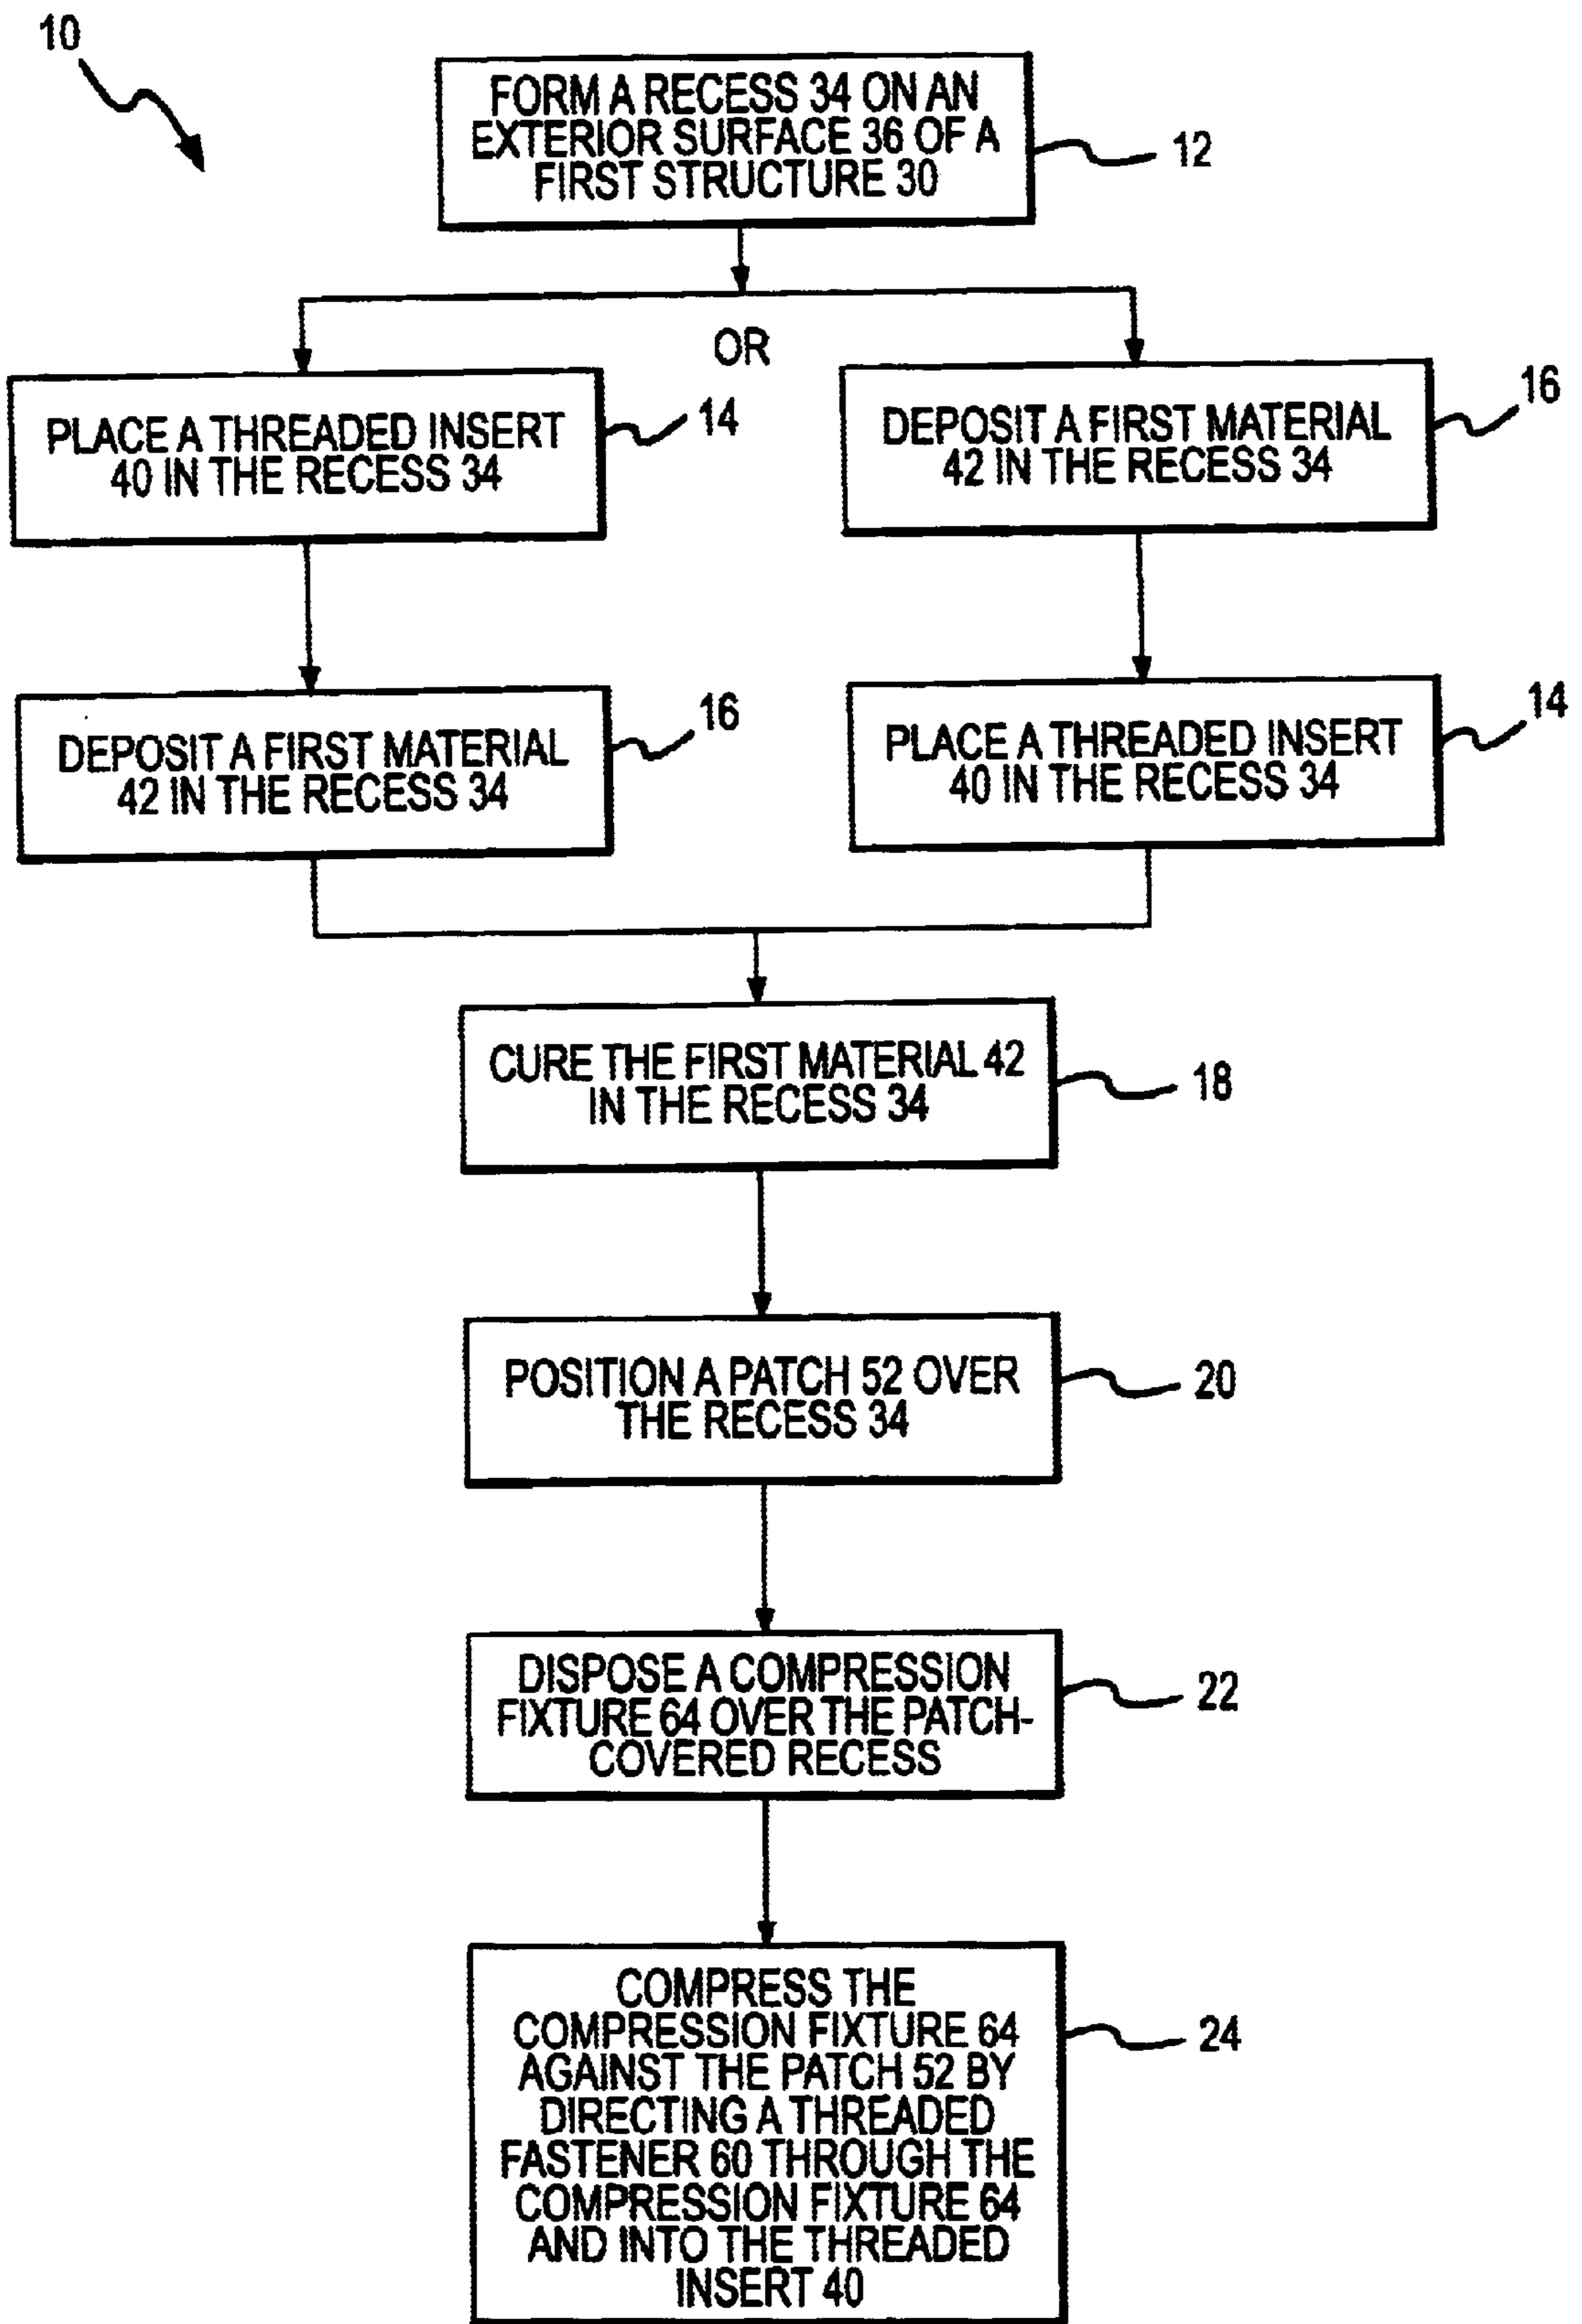 10
FORM A RECESS 34 ON AN
EXTERIOR SURFACE 36 OF A
FIRST STRUCTURE 30
12
OR
PLACE A THREADED INSERT
40 IN THE RECESS 34
14
DEPOSIT A FIRST MATERIAL
42 IN THE RECESS 34
16
DEPOSIT A FIRST MATERIAL
42 IN THE RECESS 34
16
PLACE A THREADED INSERT
40 IN THE RECESS 34
14
CURE THE FIRST MATERIAL 42
IN THE RECESS 34
18
POSITION A PATCH 52 OVER
THE RECESS 34
20
DISPOSE A COMPRESSION
FIXTURE 64 OVER THE PATCH-
COVERED RECESS
22
COMPRESS THE
COMPRESSION FIXTURE 64
AGAINST THE PATCH 52 BY
DIRECTING A THREADED
FASTENER 60 THROUGH THE
COMPRESSION FIXTURE 64
AND INTO THE THREADED
INSERT 40
24